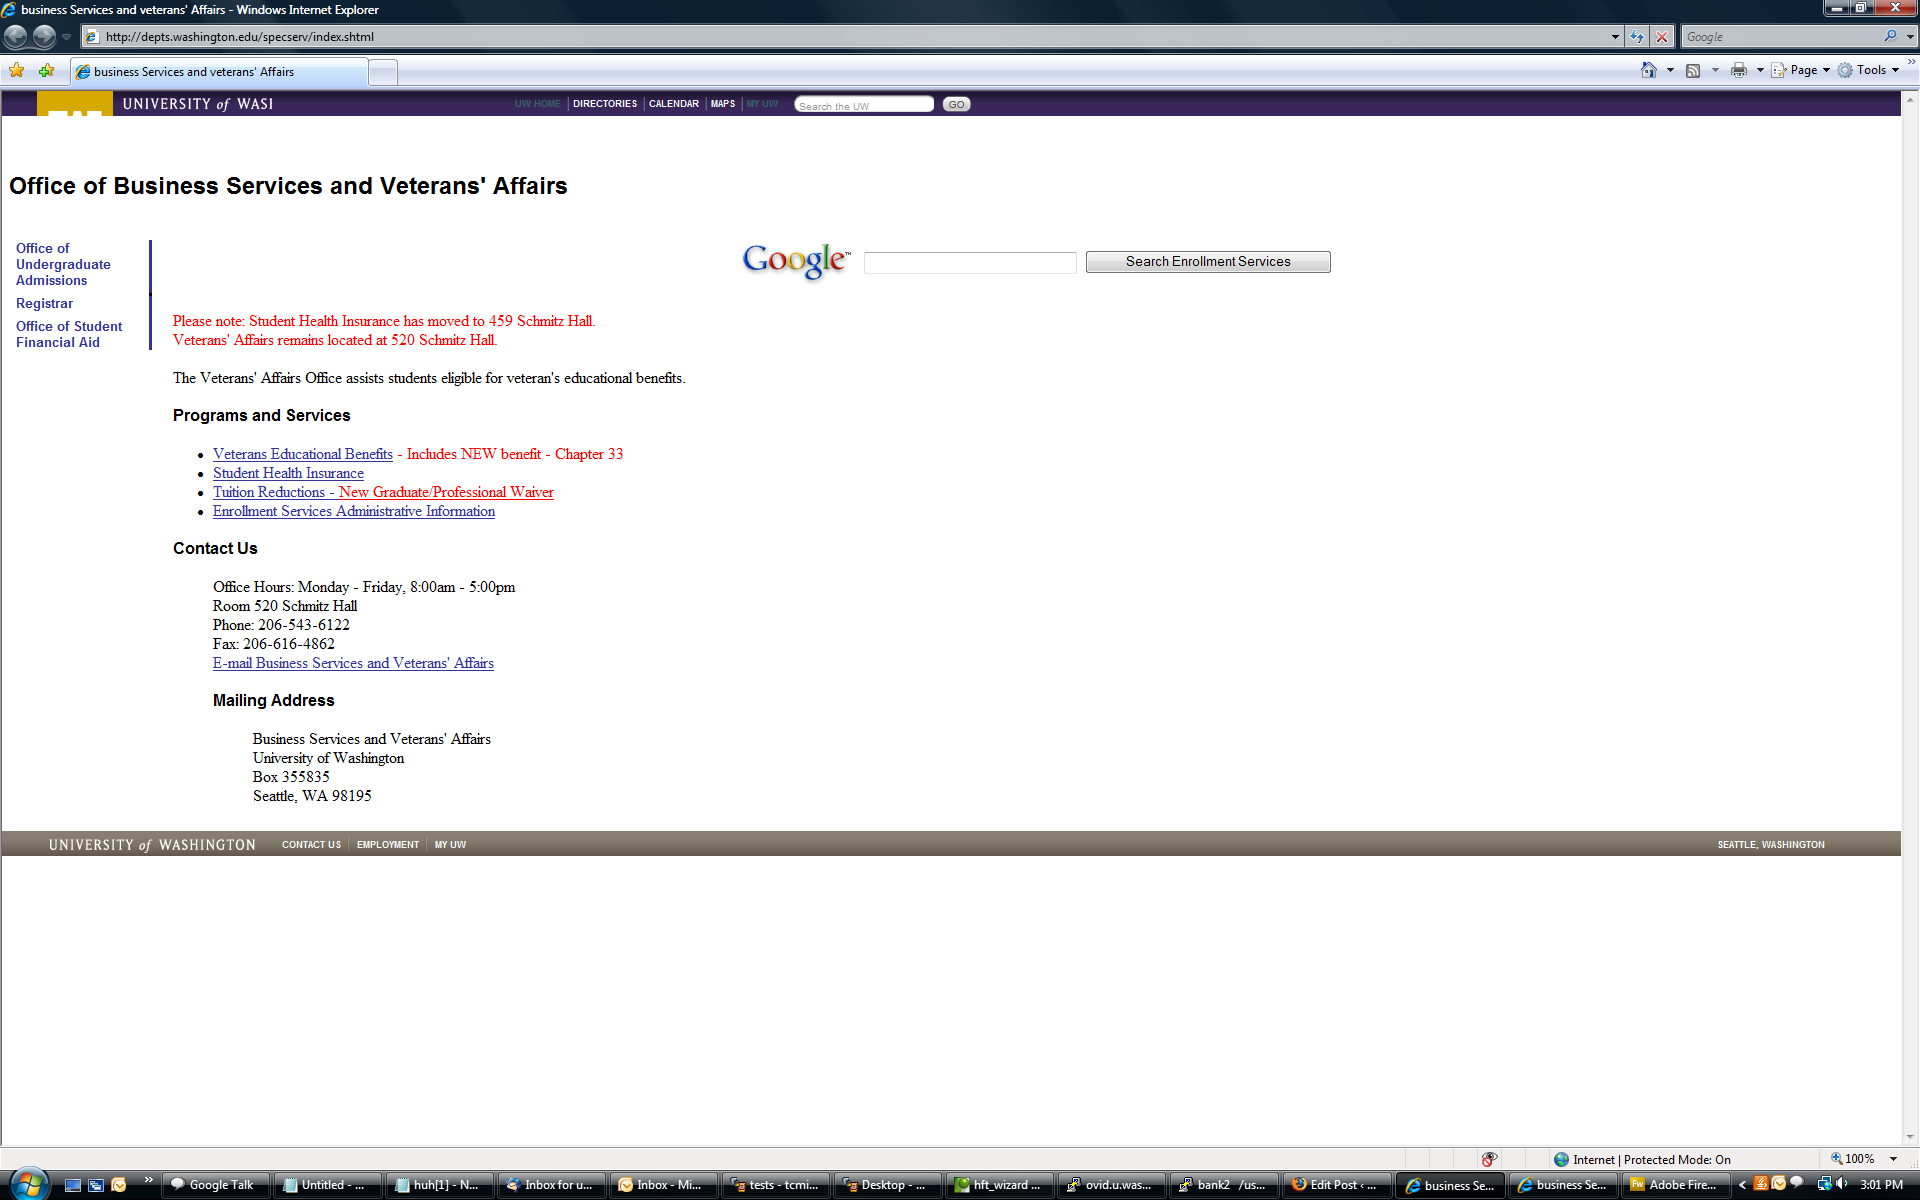 business Services and veterans' Affairs - Windows Internet Explorer
http://depts.washington.edu/specserv/index.shtml
Google
business Services and veterans' Affairs
Page
Tools
UNIVERSITY of WASI
UW HOME
DIRECTORIES
CALENDAR
MAPS
MY UW
Search the UW
GO
Office of Business Services and Veterans' Affairs
Office of
Undergraduate
Admissions
Registrar
Office of Student
Financial Aid
Google™
Search Enrollment Services
Please note: Student Health Insurance has moved to 459 Schmitz Hall.
Veterans' Affairs remains located at 520 Schmitz Hall.
The Veterans' Affairs Office assists students eligible for veteran's educational benefits.
Programs and Services
Veterans Educational Benefits - Includes NEW benefit - Chapter 33
Student Health Insurance
Tuition Reductions - New Graduate/Professional Waiver
Enrollment Services Administrative Information
Contact Us
Office Hours: Monday - Friday, 8:00am - 5:00pm
Room 520 Schmitz Hall
Phone: 206-543-6122
Fax: 206-616-4862
E-mail Business Services and Veterans' Affairs
Mailing Address
Business Services and Veterans' Affairs
University of Washington
Box 355835
Seattle, WA 98195
UNIVERSITY of WASHINGTON
CONTACT US
EMPLOYMENT
MY UW
SEATTLE, WASHINGTON
Internet | Protected Mode: On
100%
Google Talk
Untitled - ...
huh[1] - N...
Inbox for u...
Inbox - Mi...
tests - tcmi...
Desktop - ...
hft_wizard ...
ovid.u.was...
bank2 /us...
Edit Post ‹ ...
business Se...
business Se...
Adobe Fire...
3:01 PM